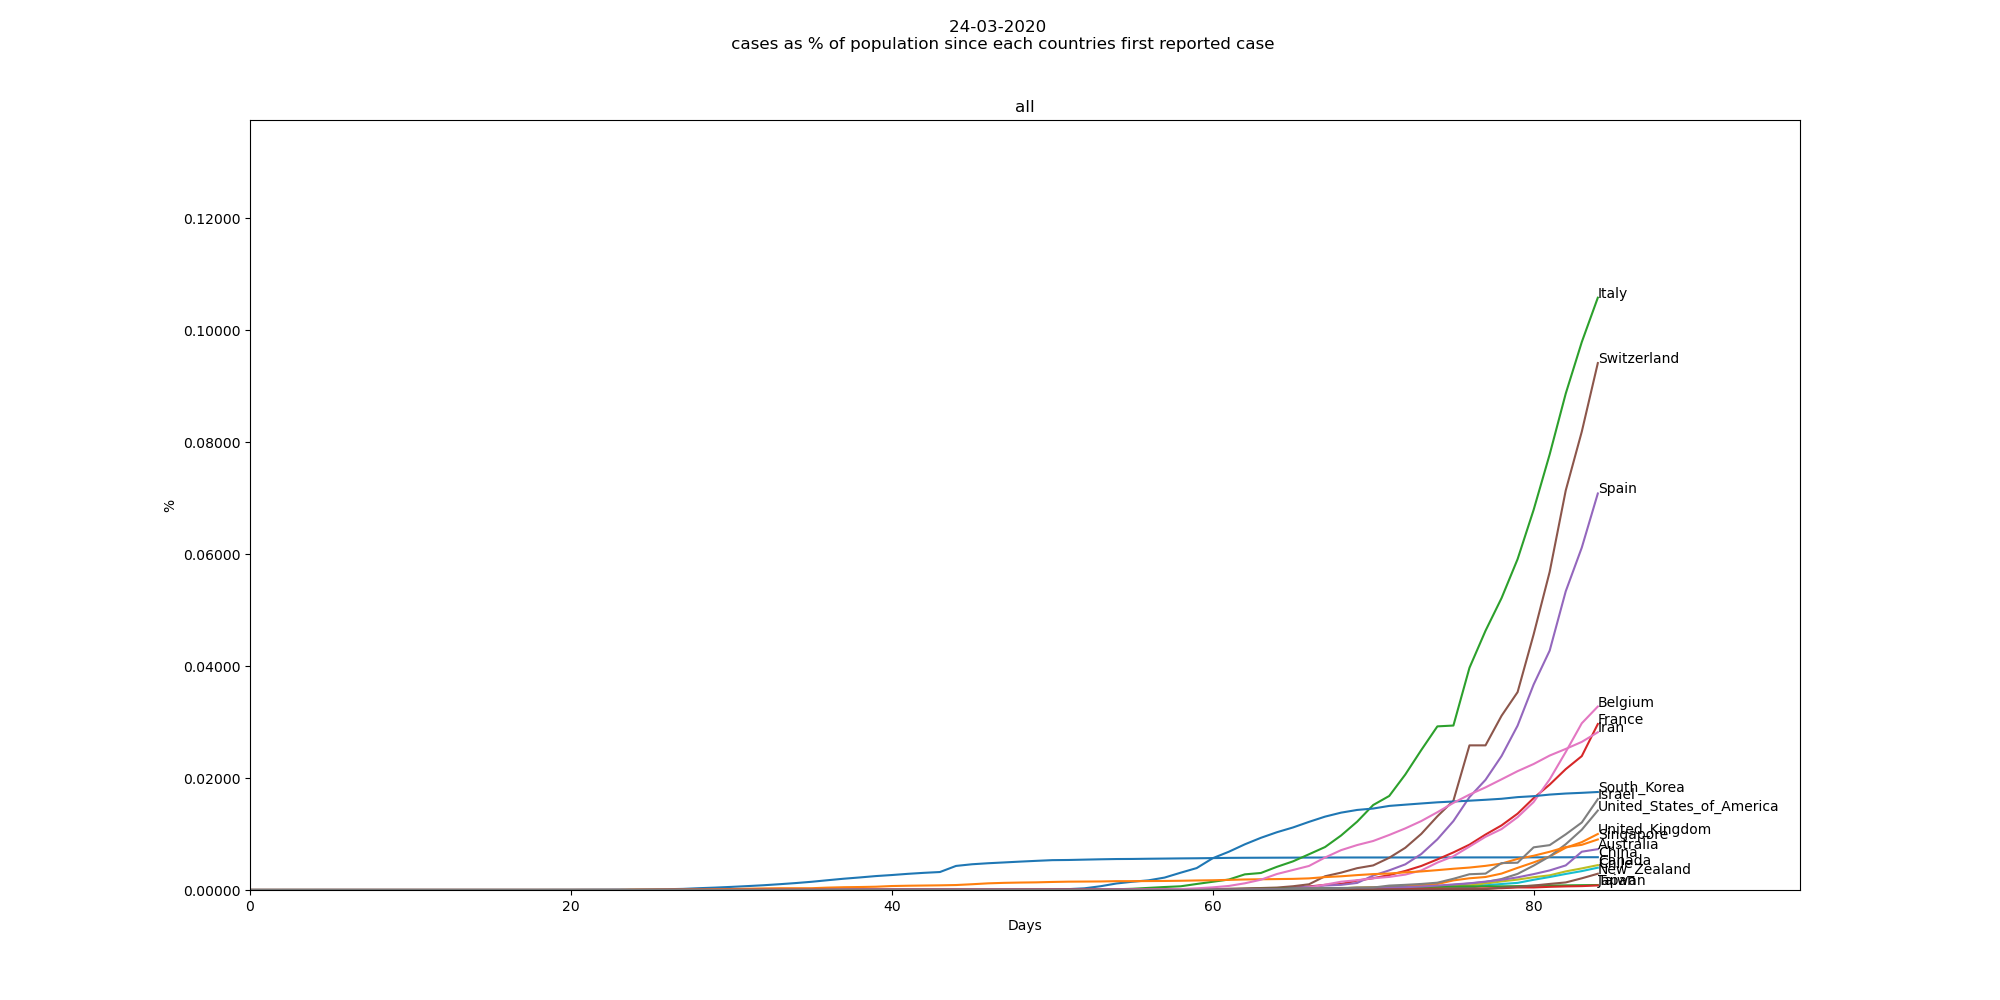 24-03-2020
cases as % of population since each countries first reported case
all
0.12000
0.10000
0.08000
0.06000
0.04000
0.02000
0.00000
%
Italy
Switzerland
Spain
Belgium
France
Iran
South_Korea
Israel
United_States_of_America
United_Kingdom
Singapore
Australia
China
Canada
New_Zealand
Japan
0
20
40
60
80
Days